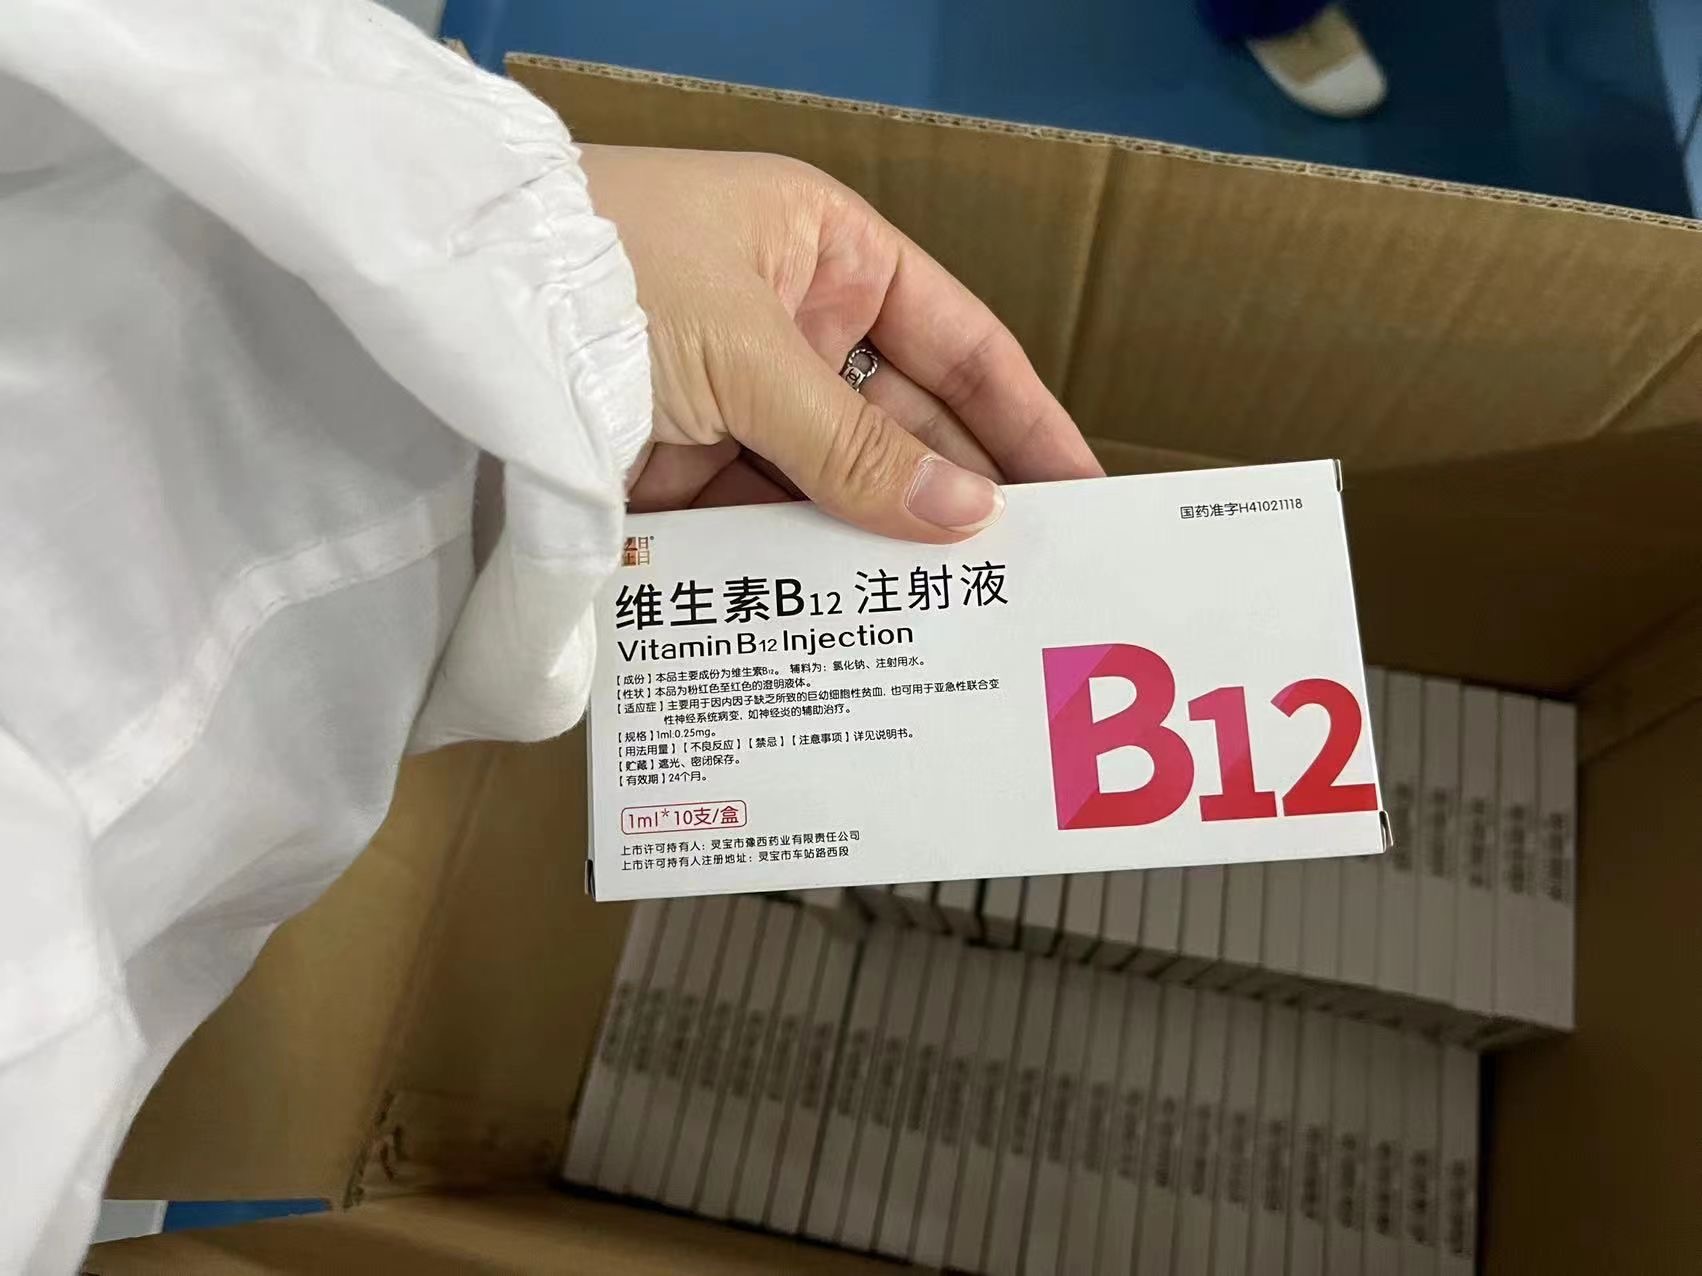 国药准字H41021118
维生素B12 注射液
Vitamin B12 Injection
【成份】本品主要成份为维生素B12。 辅料为：氯化钠、注射用水。
【性状】本品为粉红色至红色的澄明液体。
【适应症】主要用于因内因子缺乏所致的巨幼细胞性贫血, 也可用于亚急性联合变
性神经系统病变, 如神经炎的辅助治疗。
【规格】1ml:0.25mg。
【用法用量】【不良反应】【禁忌】【注意事项】详见说明书。
【贮藏】遮光、密闭保存。
【有效期】24个月。
1ml*10支/盒
上市许可持有人：灵宝市豫西药业有限责任公司
上市许可持有人注册地址：灵宝市车站路西段
B12